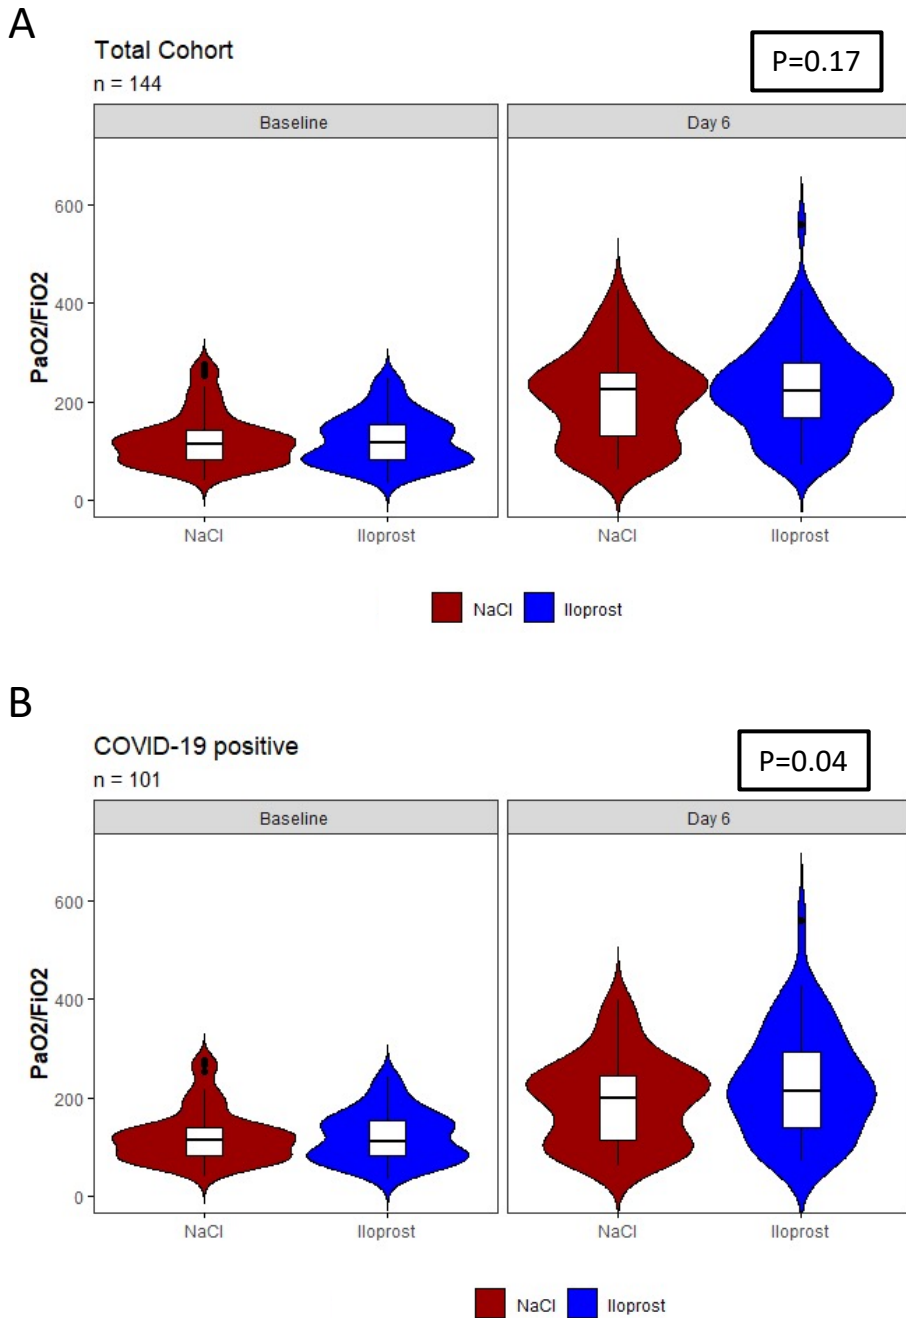 A
Total Cohort
n = 144
P=0.17
Baseline
Day 6
PaO2/FiO2
600
400
200
0
NaCl
Iloprost
NaCl
Iloprost
NaCl
Iloprost
B
COVID-19 positive
n = 101
P=0.04
Baseline
Day 6
PaO2/FiO2
600
400
200
0
NaCl
Iloprost
NaCl
Iloprost
NaCl
Iloprost